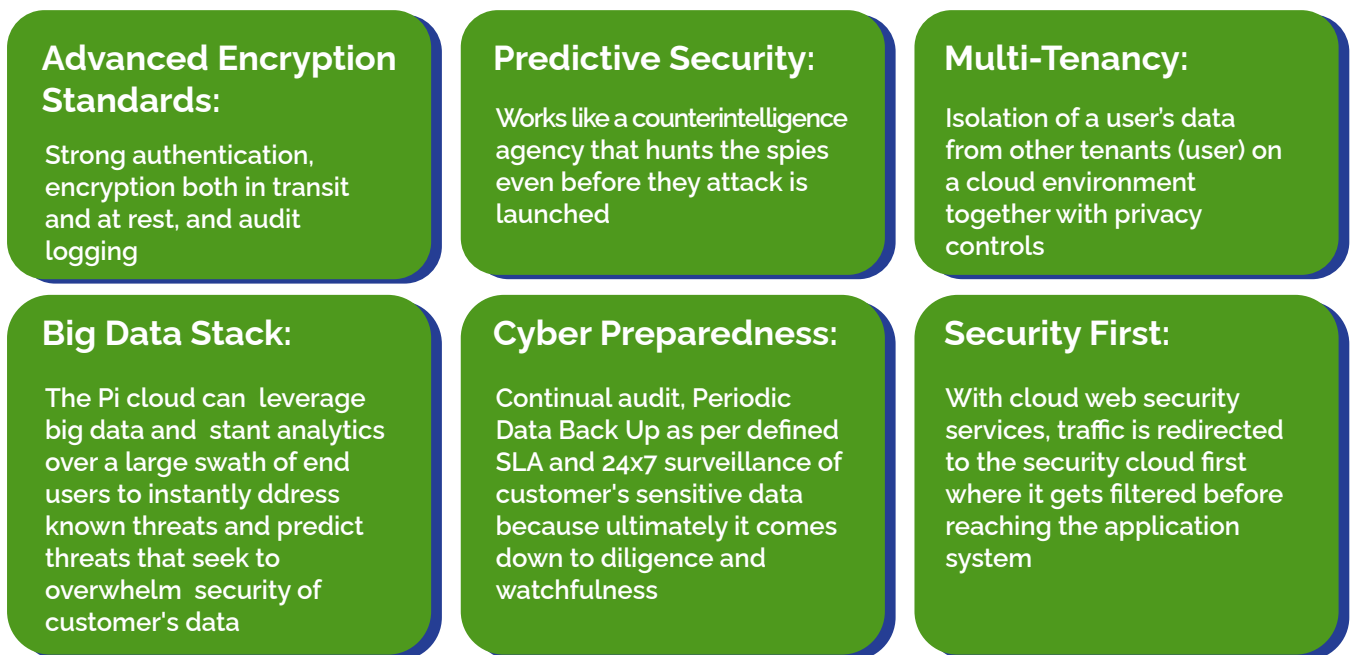 Advanced Encryption
Standards:
Strong authentication,
encryption both in transit
and at rest, and audit
logging
Predictive Security:
Works like a counterintelligence
agency that hunts the spies
even before they attack is
launched
Multi-Tenancy:
Isolation of a user's data
from other tenants (user) on
a cloud environment
together with privacy
controls
Big Data Stack:
The Pi cloud can leverage
big data and stant analytics
over a large swath of end
users to instantly ddress
known threats and predict
threats that seek to
overwhelm security of
customer's data
Cyber Preparedness:
Continual audit, Periodic
Data Back Up as per defined
SLA and 24x7 surveillance of
customer's sensitive data
because ultimately it comes
down to diligence and
watchfulness
Security First:
With cloud web security
services, traffic is redirected
to the security cloud first
where it gets filtered before
reaching the application
system